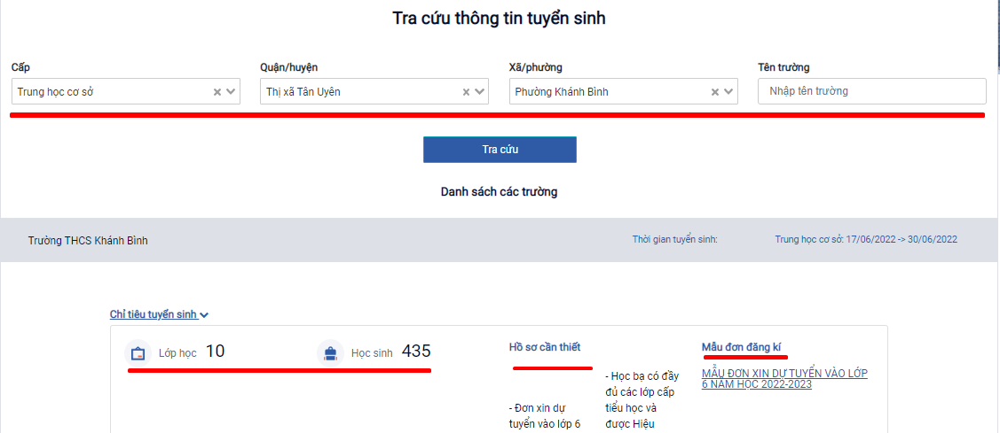 Tra cứu thông tin tuyển sinh
Cấp
Quận/huyện
Xã/phường
Tên trường
Trung học cơ sở
Thị xã Tân Uyên
Phường Khánh Bình
Nhập tên trường
Tra cứu
Danh sách các trường
Trường THCS Khánh Bình
Thời gian tuyển sinh:
Trung học cơ sở: 17/06/2022 -> 30/06/2022
Chỉ tiêu tuyển sinh
Lớp học 10
Học sinh 435
Hồ sơ cần thiết
- Đơn xin dự
tuyển vào lớp 6
- Học bạ có đầy
đủ các lớp cấp
tiểu học và
được Hiệu
Mẫu đơn đăng kí
MẪU ĐƠN XIN DỰ TUYỂN VÀO LỚP
6 NĂM HỌC 2022-2023